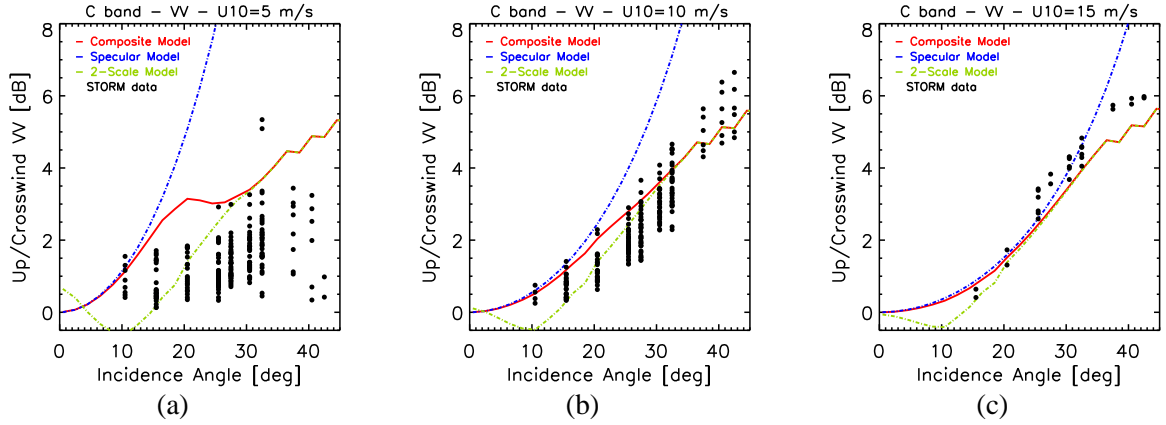 C band – VV – U10=5 m/s
8
6
4
2
0
Up/Crosswind VV [dB]
Composite Model
Specular Model
2–Scale Model
STORM data
0 10 20 30 40
Incidence Angle [deg]
(a)
C band – VV – U10=10 m/s
8
6
4
2
0
Up/Crosswind VV [dB]
Composite Model
Specular Model
2–Scale Model
STORM data
0 10 20 30 40
Incidence Angle [deg]
(b)
C band – VV – U10=15 m/s
8
6
4
2
0
Up/Crosswind VV [dB]
Composite Model
Specular Model
2–Scale Model
STORM data
0 10 20 30 40
Incidence Angle [deg]
(c)